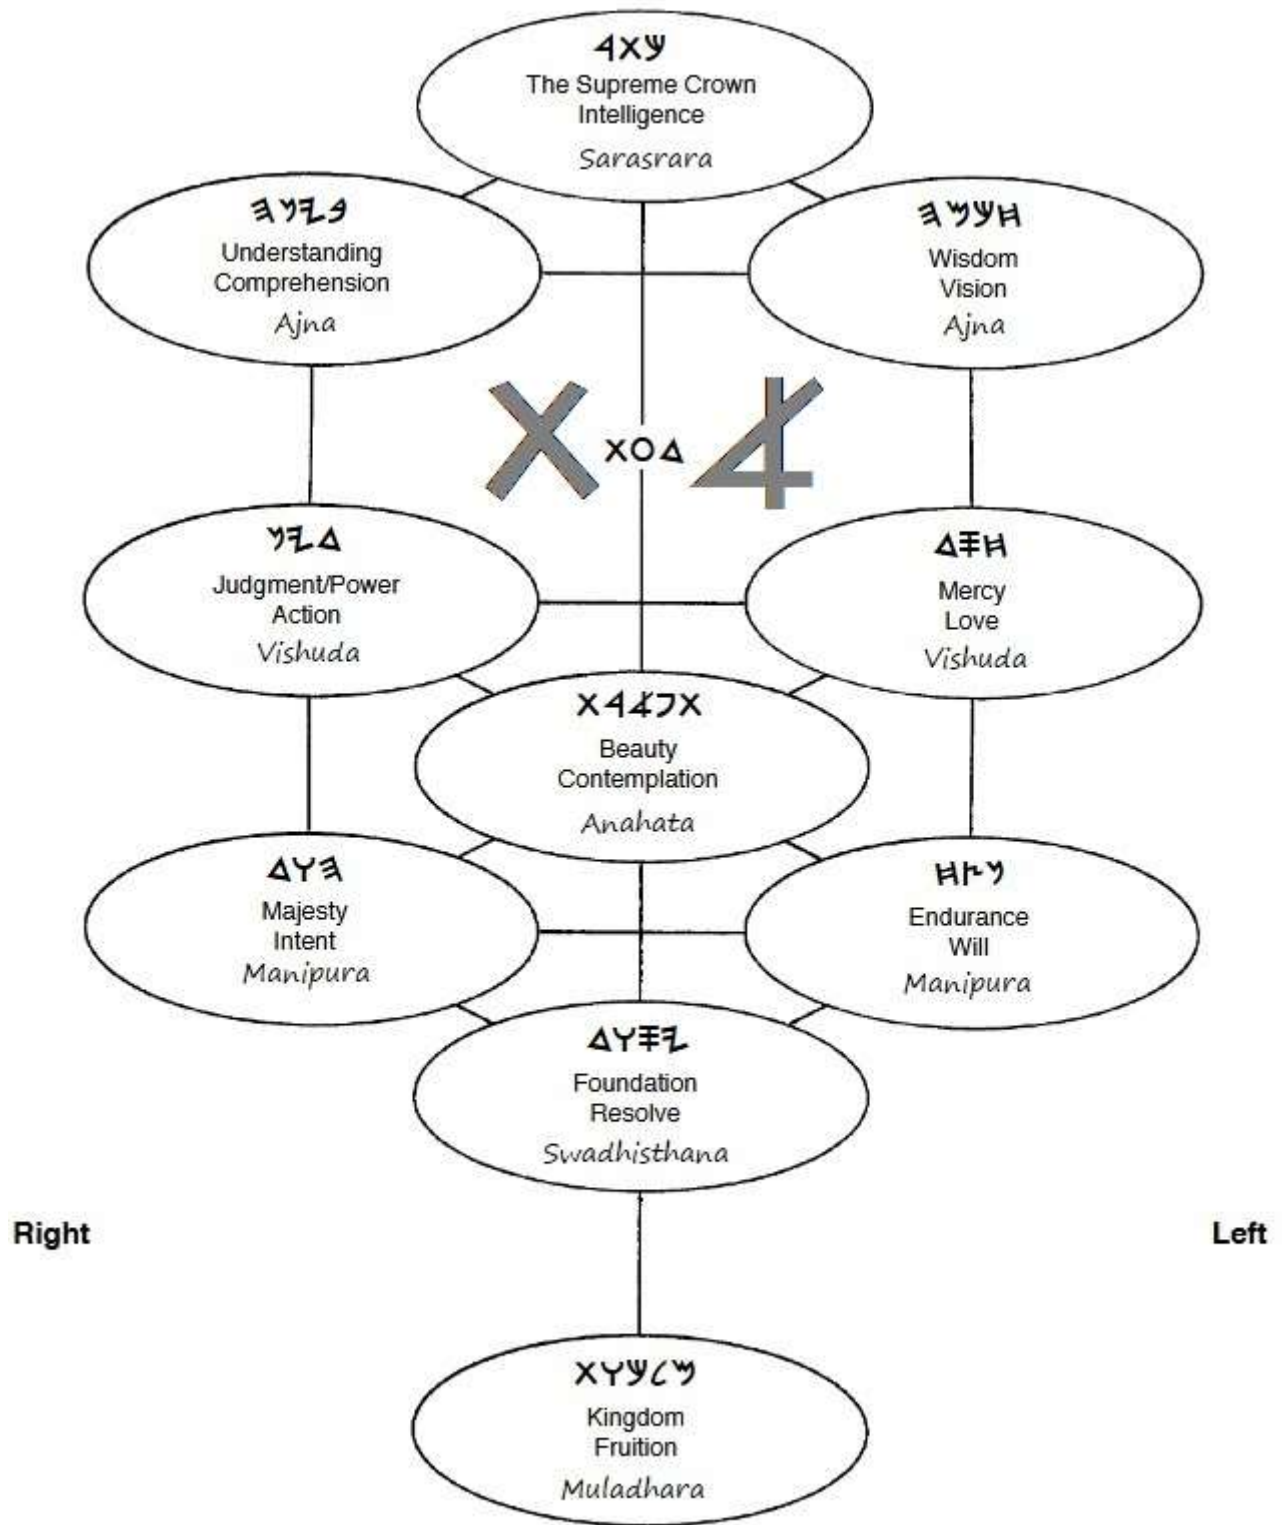 𐤊𐤕𐤓
The Supreme Crown
Intelligence
Sarasrara
𐤁𐤉𐤍𐤄
Understanding
Comprehension
Ajna
𐤇𐤊𐤌𐤄
Wisdom
Vision
Ajna
𐤀 𐤃𐤏𐤕 𐤕
𐤃𐤉𐤍
Judgment/Power
Action
Vishuda
𐤇𐤎𐤃
Mercy
Love
Vishuda
𐤕𐤐𐤀𐤓𐤕
Beauty
Contemplation
Anahata
𐤄𐤅𐤃
Majesty
Intent
Manipura
𐤍𐤑𐤇
Endurance
Will
Manipura
𐤉𐤎𐤅𐤃
Foundation
Resolve
Swadhisthana
Right
Left
𐤌𐤋𐤊𐤅𐤕
Kingdom
Fruition
Muladhara